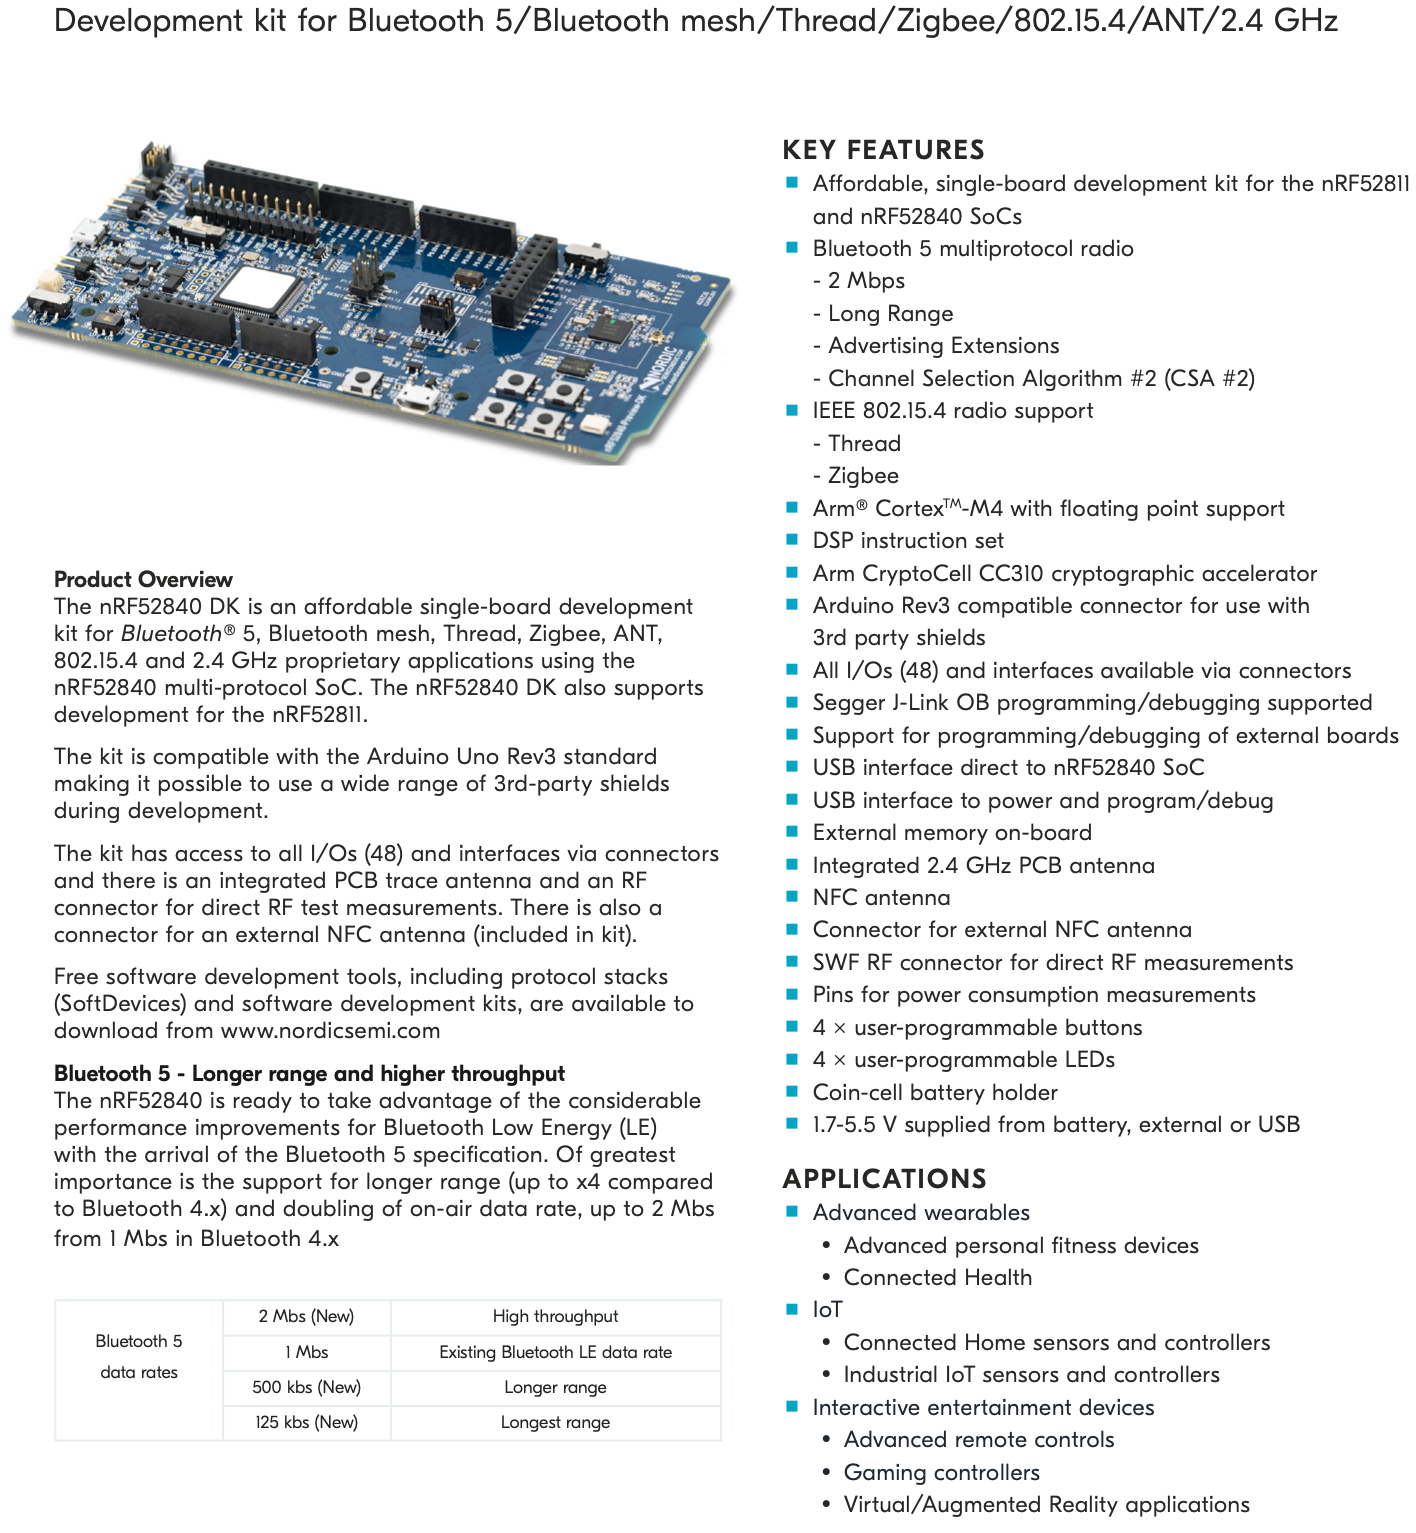 Development kit for Bluetooth 5/Bluetooth mesh/Thread/Zigbee/802.15.4/ANT/2.4 GHz
NORDIC
SEMICONDUCTOR
www.nordicsemi.com
nRF52840-Preview-DK
Product Overview
The nRF52840 DK is an affordable single-board development
kit for Bluetooth® 5, Bluetooth mesh, Thread, Zigbee, ANT,
802.15.4 and 2.4 GHz proprietary applications using the
nRF52840 multi-protocol SoC. The nRF52840 DK also supports
development for the nRF52811.
The kit is compatible with the Arduino Uno Rev3 standard
making it possible to use a wide range of 3rd-party shields
during development.
The kit has access to all I/Os (48) and interfaces via connectors
and there is an integrated PCB trace antenna and an RF
connector for direct RF test measurements. There is also a
connector for an external NFC antenna (included in kit).
Free software development tools, including protocol stacks
(SoftDevices) and software development kits, are available to
download from www.nordicsemi.com
Bluetooth 5 - Longer range and higher throughput
The nRF52840 is ready to take advantage of the considerable
performance improvements for Bluetooth Low Energy (LE)
with the arrival of the Bluetooth 5 specification. Of greatest
importance is the support for longer range (up to x4 compared
to Bluetooth 4.x) and doubling of on-air data rate, up to 2 Mbs
from 1 Mbs in Bluetooth 4.x
Bluetooth 5
data rates
2 Mbs (New) High throughput
1 Mbs Existing Bluetooth LE data rate
500 kbs (New) Longer range
125 kbs (New) Longest range
KEY FEATURES
Affordable, single-board development kit for the nRF52811
and nRF52840 SoCs
Bluetooth 5 multiprotocol radio
- 2 Mbps
- Long Range
- Advertising Extensions
- Channel Selection Algorithm #2 (CSA #2)
IEEE 802.15.4 radio support
- Thread
- Zigbee
Arm® Cortex™-M4 with floating point support
DSP instruction set
Arm CryptoCell CC310 cryptographic accelerator
Arduino Rev3 compatible connector for use with
3rd party shields
All I/Os (48) and interfaces available via connectors
Segger J-Link OB programming/debugging supported
Support for programming/debugging of external boards
USB interface direct to nRF52840 SoC
USB interface to power and program/debug
External memory on-board
Integrated 2.4 GHz PCB antenna
NFC antenna
Connector for external NFC antenna
SWF RF connector for direct RF measurements
Pins for power consumption measurements
4 × user-programmable buttons
4 × user-programmable LEDs
Coin-cell battery holder
1.7-5.5 V supplied from battery, external or USB
APPLICATIONS
Advanced wearables
• Advanced personal fitness devices
• Connected Health
IoT
• Connected Home sensors and controllers
• Industrial IoT sensors and controllers
Interactive entertainment devices
• Advanced remote controls
• Gaming controllers
• Virtual/Augmented Reality applications